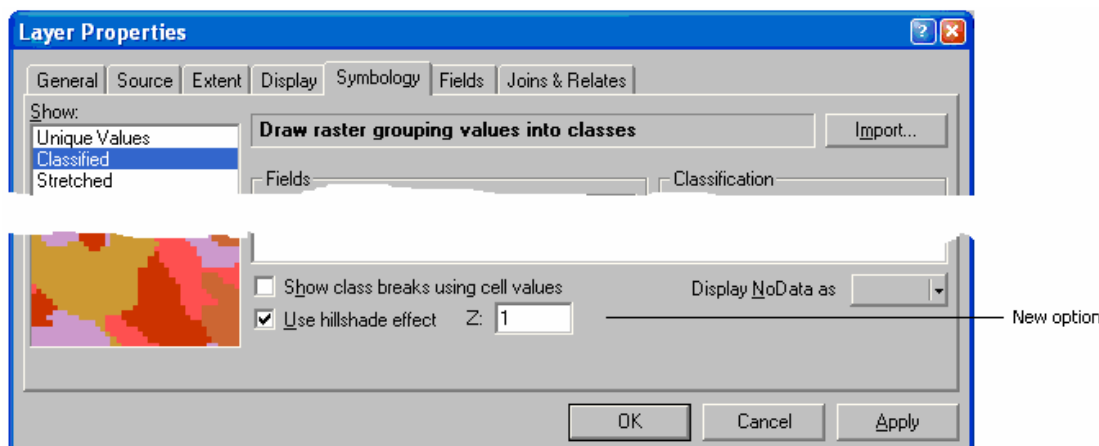 Layer Properties
General Source Extent Display Symbology Fields Joins & Relates
Show:
Unique Values
Classified
Stretched
Draw raster grouping values into classes
Import...
Fields
Classification
Show class breaks using cell values
Display NoData as
Use hillshade effect Z: 1
New option
OK Cancel Apply